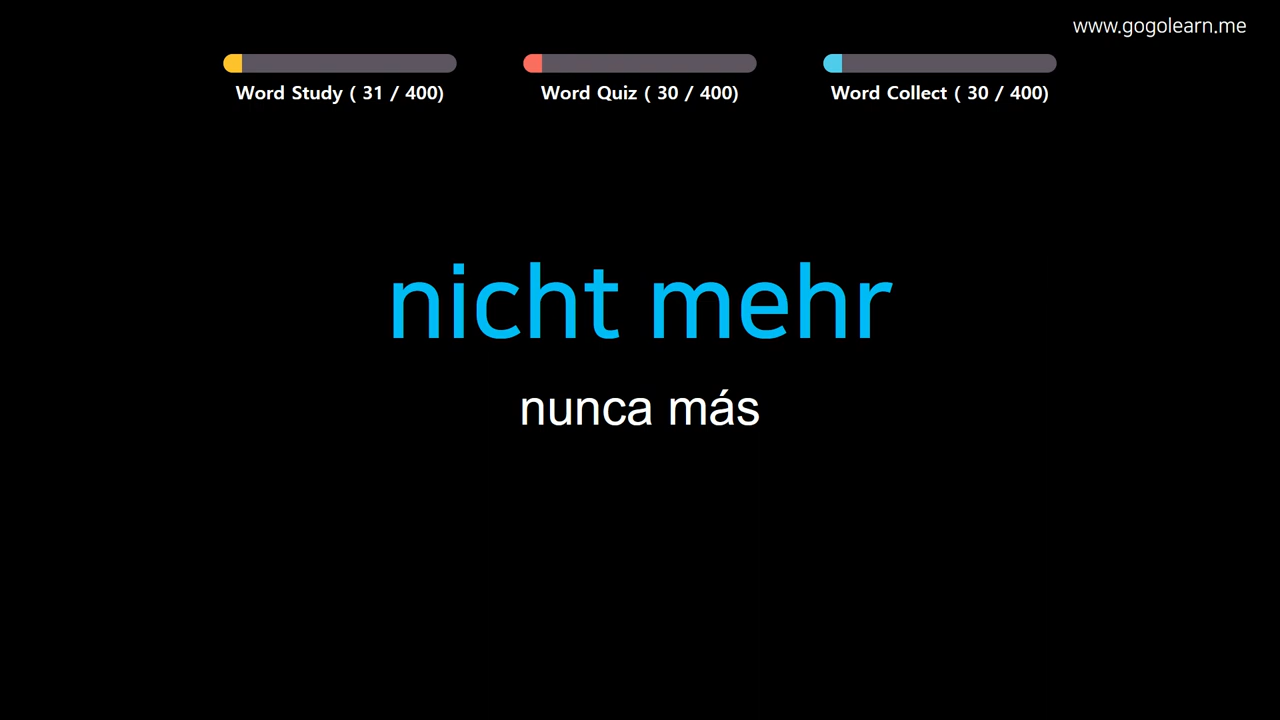 www.gogolearn.me
Word Study ( 31 / 400)
Word Quiz ( 30 / 400)
Word Collect ( 30 / 400)
nicht mehr
nunca más